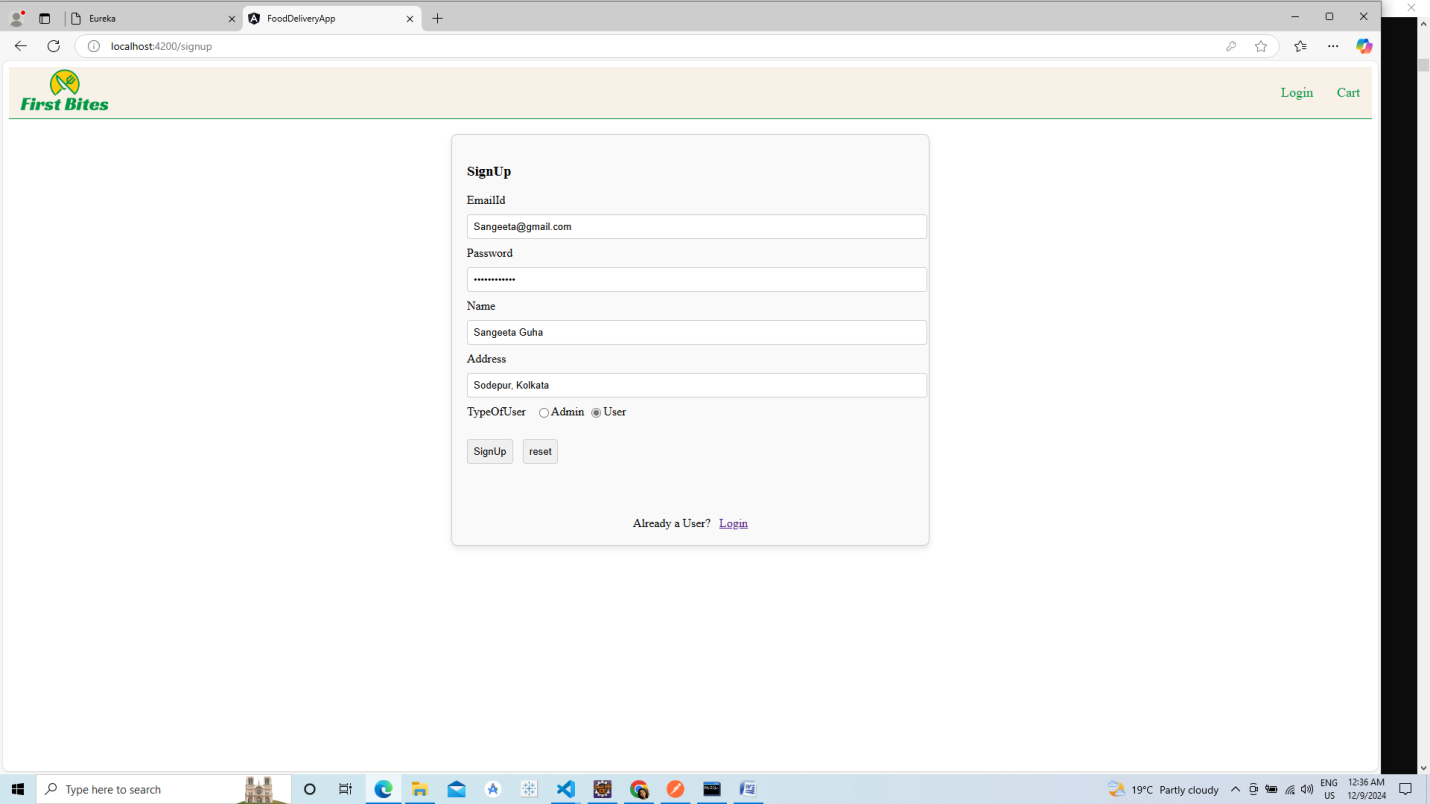 Eureka
FoodDeliveryApp
localhost:4200/signup
First Bites
Login Cart
SignUp
EmailId
Sangeeta@gmail.com
Password
••••••••••••
Name
Sangeeta Guha
Address
Sodepur, Kolkata
TypeOfUser Admin User
SignUp reset
Already a User? Login
Type here to search
19°C Partly cloudy
ENG
US
12:36 AM
12/9/2024